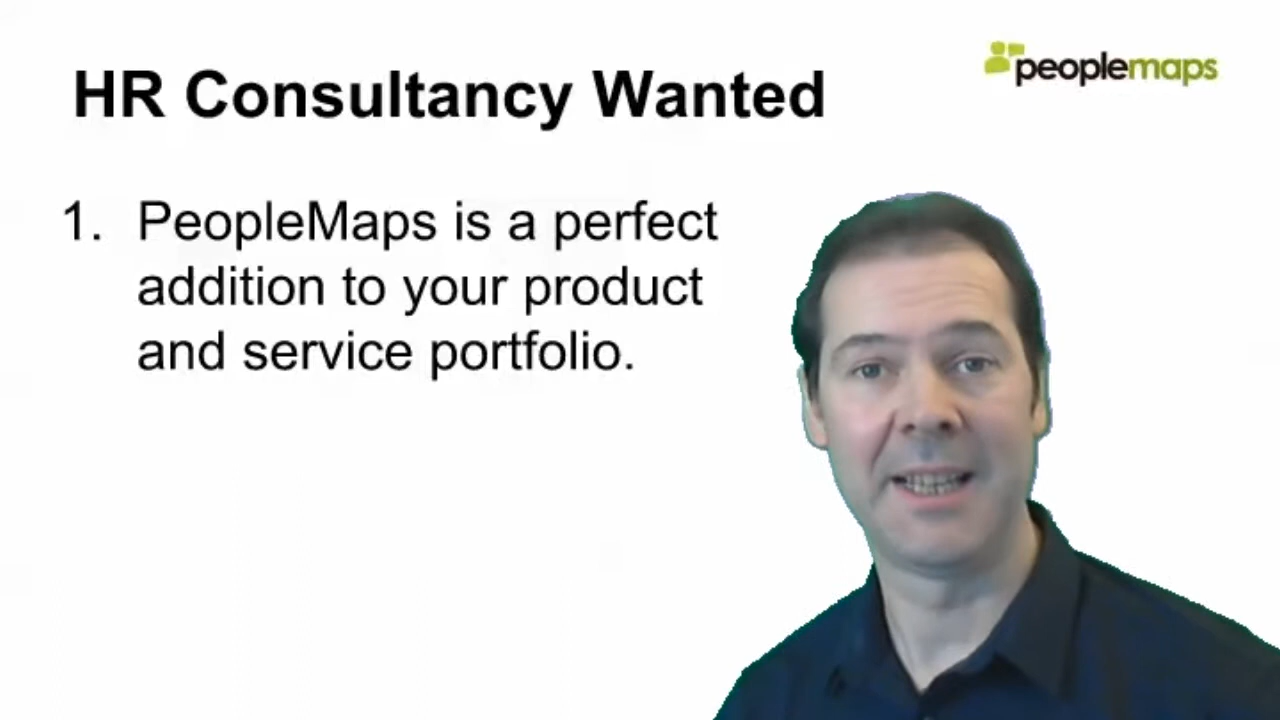 HR Consultancy Wanted
peoplemaps
1. PeopleMaps is a perfect
addition to your product
and service portfolio.